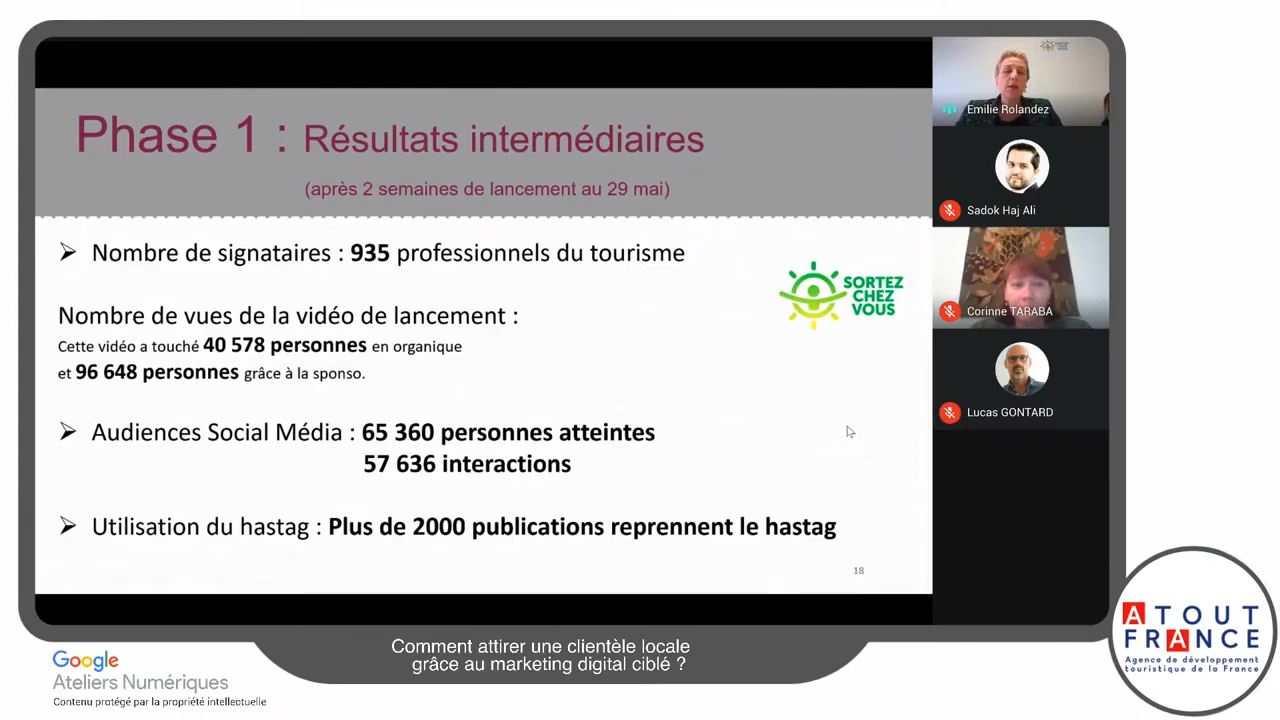 Phase 1 : Résultats intermédiaires
(après 2 semaines de lancement au 29 mai)
Nombre de signataires : 935 professionnels du tourisme
Nombre de vues de la vidéo de lancement :
Cette vidéo a touché 40 578 personnes en organique
et 96 648 personnes grâce à la sponso.
Audiences Social Média : 65 360 personnes atteintes
57 636 interactions
Utilisation du hastag : Plus de 2000 publications reprennent le hastag
18
SORTEZ
CHEZ
VOUS
Emilie Rolandez
Sadok Haj Ali
Corinne TARABA
Lucas GONTARD
Comment attirer une clientèle locale
grâce au marketing digital ciblé ?
Google
Ateliers Numériques
Contenu protégé par la propriété intellectuelle
ATOUT
FRANCE
Agence de développement
touristique de la France